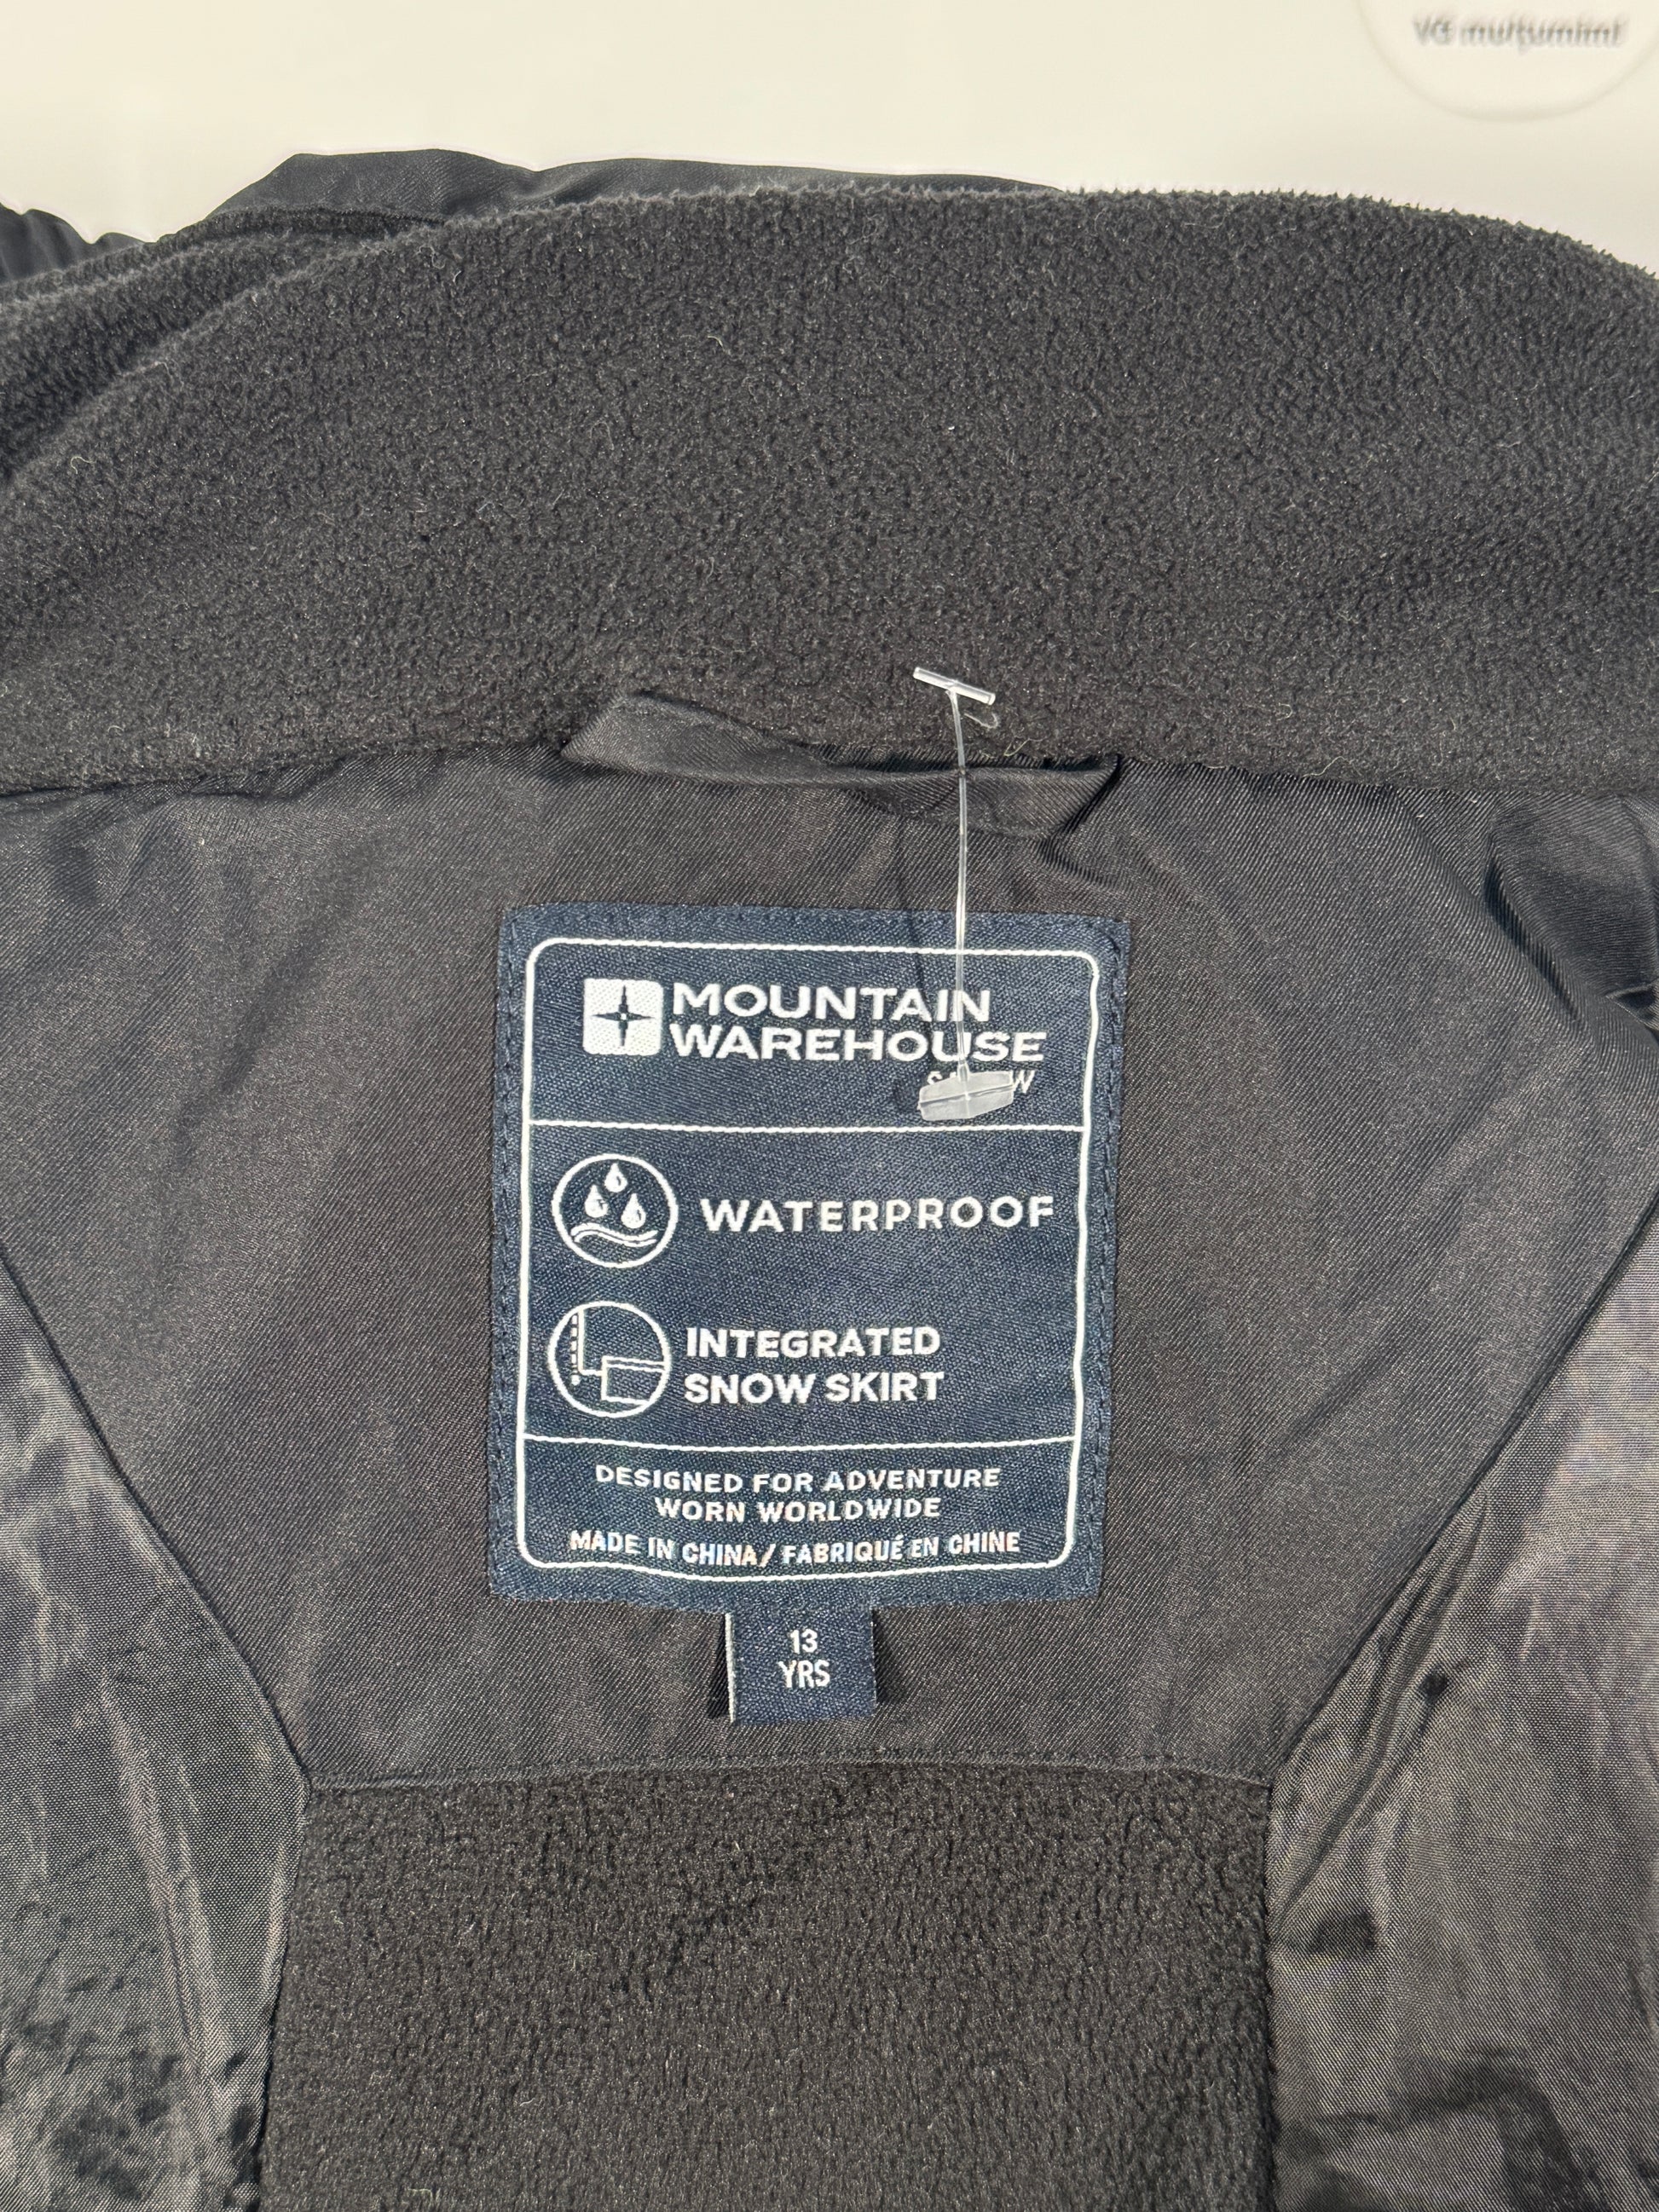 MOUNTAIN
WAREHOUSE
WATERPROOF
INTEGRATED
SNOW SKIRT
DESIGNED FOR ADVENTURE
WORN WORLDWIDE
MADE IN CHINA/ FABRIQUÉ EN CHINE
13
YRS